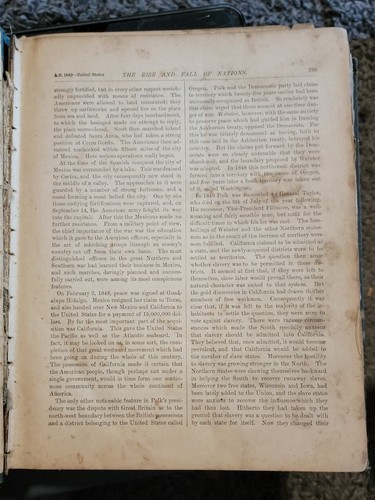 A.D. 1849—United States THE RISE AND FALL OF NATIONS.
strongly fortified, but in every other respect wretch-
edly unprovided with means of resistance. The
Americans were allowed to land unmolested; they
threw up earthworks and opened fire on the place
from sea and land. After four days bombardment,
to which the besieged made no attempt to reply,
the place surrendered. Scott then marched inland
and defeated Santa Anna, who had taken a strong
position at Cerro Gordo. The Americans then ad-
vanced unchecked within fifteen miles of the city
of Mexico. Here serious operations really began.
At the time of the Spanish conquest the city of
Mexico was surrounded by a lake. This was drained
by Cortez, and the city consequently now stood in
the middle of a valley. The approaches to it were
guarded by a number of strong fortresses, and a
causeway
these outlying fortifications were captured, and, on
September 14, the American army fought its way
into the capital. After this the Mexicans made no
further resistance. From a military point of view,
the chief importance of the war was the education
which it gave to the American officers, especially in
the art of marching troops through an enemy's
country cut off from their own base. The most
distinguished officers in the great Northern and
Southern war had learned their business in Mexico,
and such marches, daringly planned and success-
fully carried out, were among its most conspicuous
features.
On February 2, 1848, peace was signed at Guada-
alupe Hidalgo. Mexico resigned her claim to Texas,
and also handed over New Mexico and California to
the United States for a payment of 15,000,000 dol-
lars. By far the most important part of the acqui-
sition was California. This gave the United States
the Pacific as well as the Atlantic seaboard. In
fact, it may be looked on as, in some sort, the com-
pletion of that great westward movement which had
been going on during the whole of this century.
The possession of California made it certain that
the American people, though perhaps not under a
single government, would in time form one contin-
uous community across the whole continent of
America.
The only other noticeable feature in Polk's presi-
dency was the dispute with Great Britain as to the
north-west boundary between the British possessions
and a district belonging to the United States called
Oregon. Polk and the Democratic party laid claim
to territory which twenty-five years earlier had been
unanimously recognized as British. So resolutely was
this claim urged that there seemed at one time dan-
ger of war. Webster, however, with the same anxiety
to preserve peace which had guided him in framing
the Ashburton treaty, opposed the Democrats. For
this he was bitterly denounced as having, both in
this case and in the Ashburton treaty, betrayed his
country. But the claims put forward by the Demo-
crats were so clearly untenable that they were
abandoned, and the boundary proposed by Webster
was adopted. In 1848 this northwest district was
formed into a territory with the name of Oregon,
and five years later a fresh territory was taken out
of it, called Washington.
In 1849 Polk was succeeded by General Taylor,
who died on the 9th of July of the year following.
His successor, Vice-President Fillmore, was a well-
meaning and fairly sensible man, but unfit for the
difficult times in which his lot was cast. The fore-
bodings of Webster and the other Northern states-
men as to the result of the increase of territory were
soon fulfilled. California claimed to be admitted as
a state, and the newly-conquered districts were to be
settled as territories. The question then arose
whether slavery was to be permitted in these dis-
tricts. It seemed at first that, if they were left to
themselves, slave labor would prevail there, as their
natural character was suited to that system. But
the gold discoveries in California had drawn thither
numbers of free workmen. Consequently it was
clear that, if it was left to the majority of the in-
habitants to settle the question, they were sure to
vote against slavery. There were various circum-
stances which made the South specially anxious
that slavery should be admitted into California.
They believed that, once admitted, it would become
prevalent, and that California would be added to
the number of slave states. Moreover the hostility
to slavery was growing stronger in the North. The
Northern States were showing themselves backward
in helping the South to recover runaway slaves.
Moreover two free states, Wisconsin and Iowa, had
been lately added to the Union, and the slave states
were anxious to recover the influence which they
had thus lost. Hitherto they had taken up the
ground that slavery was a question to be dealt with
by each state for itself. Now they changed their